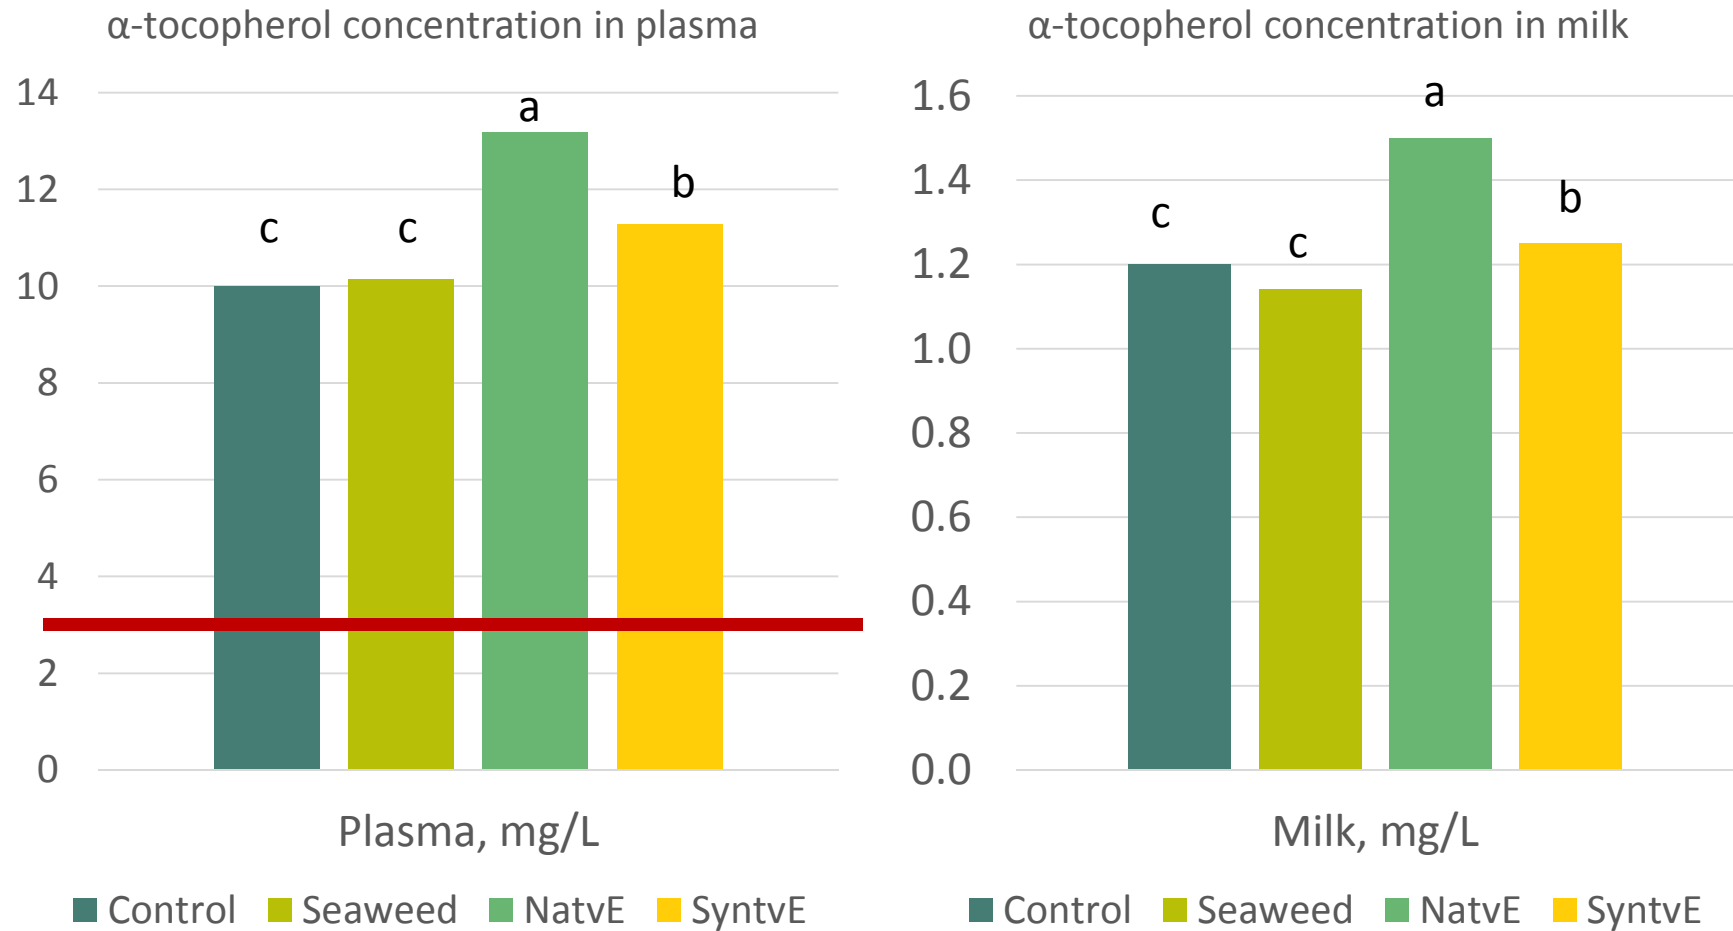 α-tocopherol concentration in plasma
14
12
10
8
6
4
2
0
c
c
a
b
Plasma, mg/L
Control Seaweed NatvE SyntvE
α-tocopherol concentration in milk
1.6
1.4
1.2
1.0
0.8
0.6
0.4
0.2
0.0
c
c
a
b
Milk, mg/L
Control Seaweed NatvE SyntvE